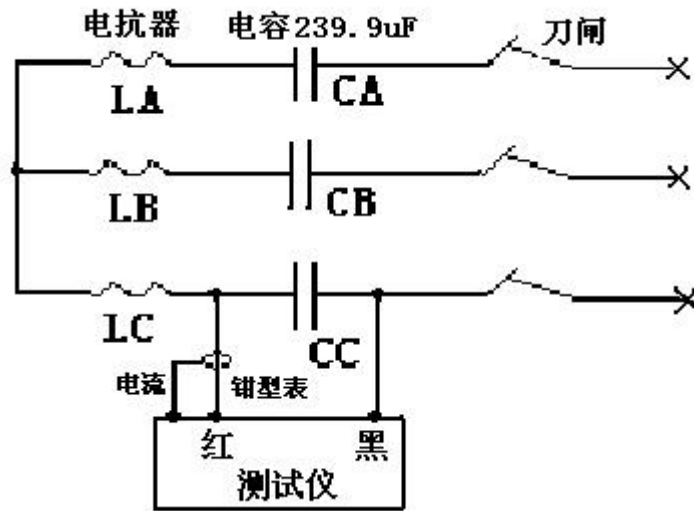 电抗器 电容239.9uF 刀闸
LA CA
LB CB
LC CC
电流 钳型表
红 黑
测试仪